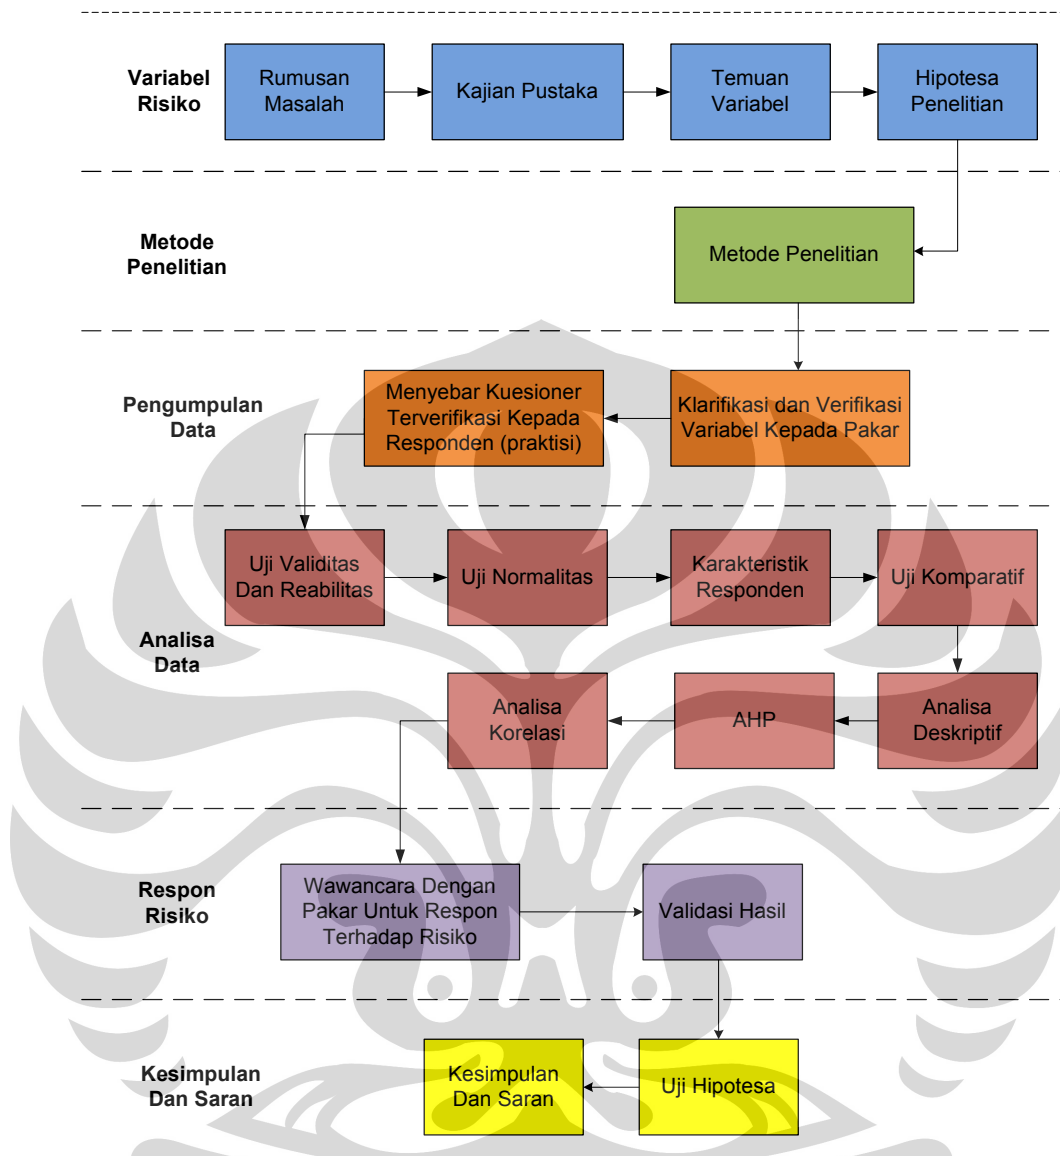 Variabel
Risiko
Rumusan
Masalah
Kajian Pustaka
Temuan
Variabel
Hipotesa
Penelitian
Metode
Penelitian
Metode Penelitian
Pengumpulan
Data
Menyebar Kuesioner
Terverifikasi Kepada
Responden (praktisi)
Klarifikasi dan Verifikasi
Variabel Kepada Pakar
Analisa
Data
Uji Validitas
Dan Reabilitas
Uji Normalitas
Karakteristik
Responden
Uji Komparatif
Analisa
Korelasi
AHP
Analisa
Deskriptif
Respon
Risiko
Wawancara Dengan
Pakar Untuk Respon
Terhadap Risiko
Validasi Hasil
Kesimpulan
Dan Saran
Kesimpulan
Dan Saran
Uji Hipotesa